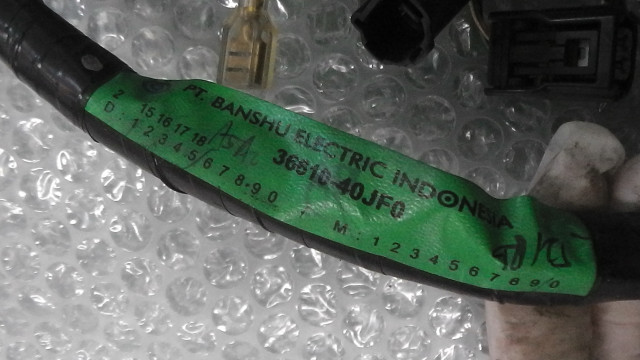 PT. BANSHU ELECTRIC INDONESIA
2 15 16 17 18
36610-40JF0
D : 1 2 3 4 5 6 7 8 9 0
M : 1 2 3 4 5 6 7 8 9 0